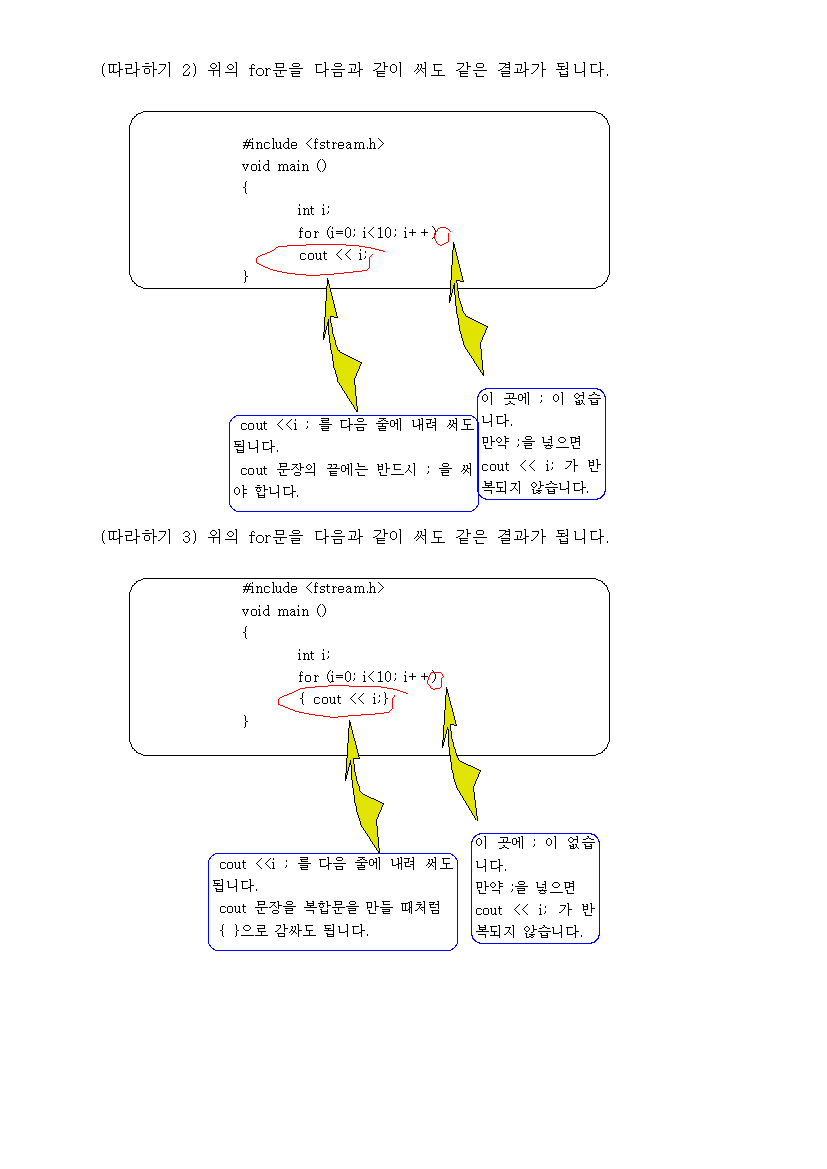 (따라하기 2) 위의 for문을 다음과 같이 써도 같은 결과가 됩니다.
#include <fstream.h>
void main ()
{
int i;
for (i=0; i<10; i++)
cout << i;
}
cout <<i ; 를 다음 줄에 내려 써도
됩니다.
cout 문장의 끝에는 반드시 ; 을 써
야 합니다.
이 곳에 ; 이 없습
니다.
만약 ;을 넣으면
cout << i; 가 반
복되지 않습니다.
(따라하기 3) 위의 for문을 다음과 같이 써도 같은 결과가 됩니다.
#include <fstream.h>
void main ()
{
int i;
for (i=0; i<10; i++)
{ cout << i;}
}
cout <<i ; 를 다음 줄에 내려 써도
됩니다.
cout 문장을 복합문을 만들 때처럼
{ }으로 감싸도 됩니다.
이 곳에 ; 이 없습
니다.
만약 ;을 넣으면
cout << i; 가 반
복되지 않습니다.